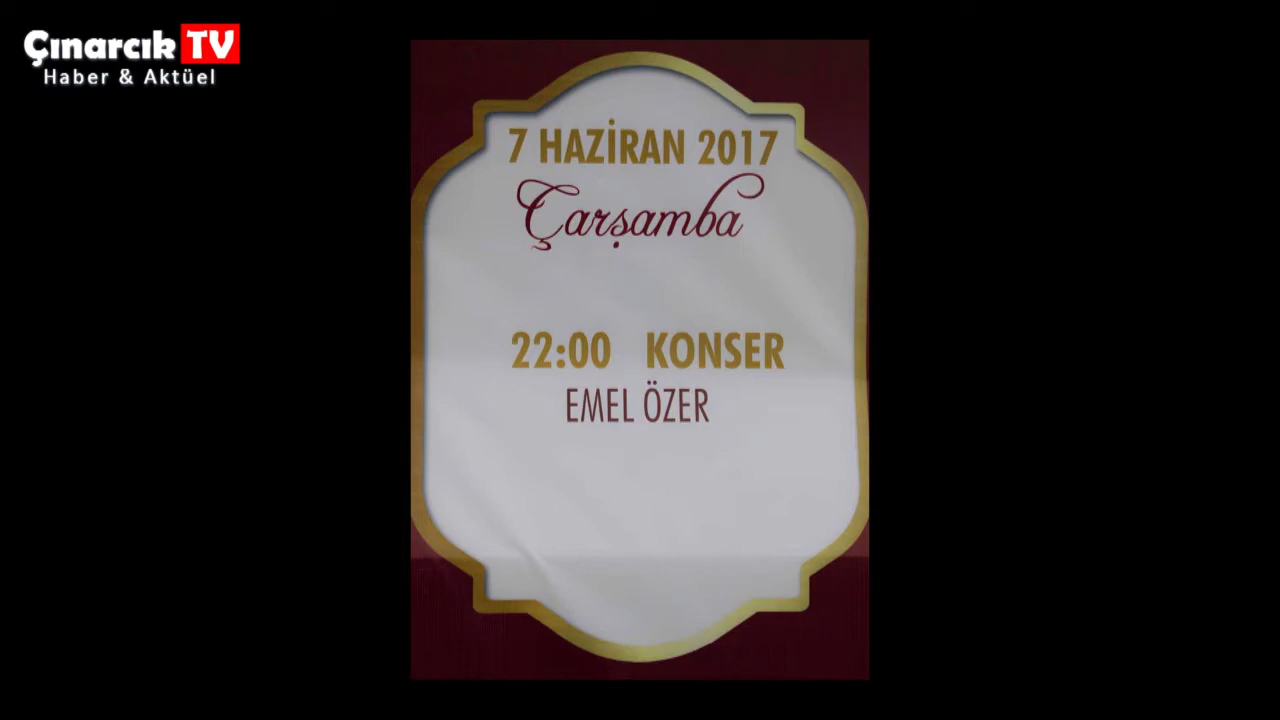 Çınarcık TV
Haber & Aktüel
7 HAZİRAN 2017
Çarşamba
22:00 KONSER
EMEL ÖZER